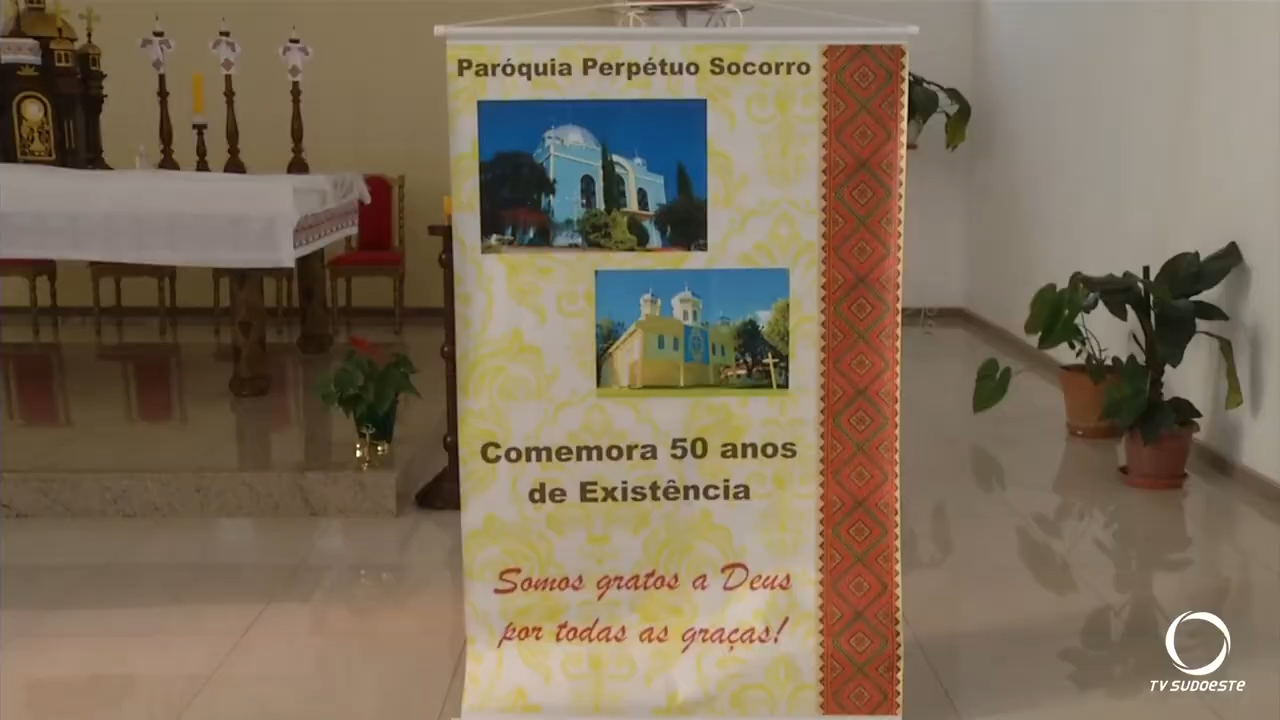 Paróquia Perpétuo Socorro
Comemora 50 anos
de Existência
Somos gratos a Deus
por todas as graças!
TV SUDOESTE